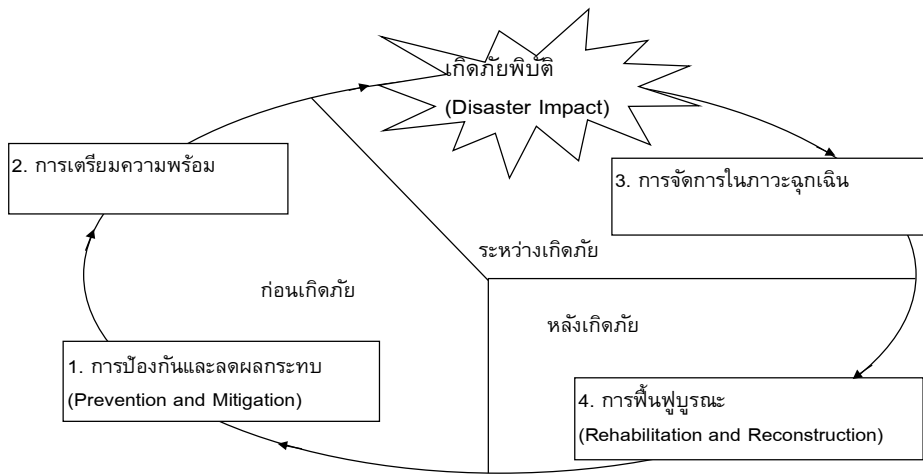 เกิดภัยพิบัติ
(Disaster Impact)
2. การเตรียมความพร้อม
3. การจัดการในภาวะฉุกเฉิน
ระหว่างเกิดภัย
ก่อนเกิดภัย
หลังเกิดภัย
1. การป้องกันและลดผลกระทบ
(Prevention and Mitigation)
4. การฟื้นฟูบูรณะ
(Rehabilitation and Reconstruction)